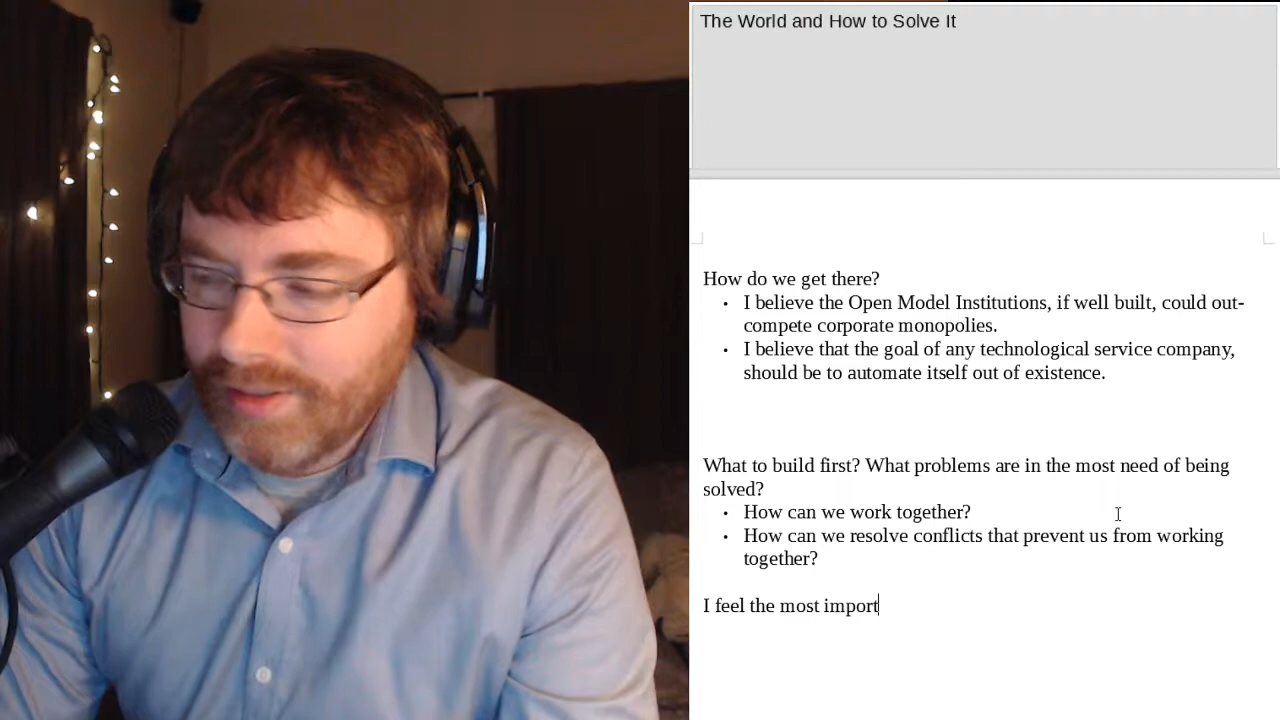 The World and How to Solve It
How do we get there?
• I believe the Open Model Institutions, if well built, could out-
compete corporate monopolies.
• I believe that the goal of any technological service company,
should be to automate itself out of existence.
What to build first? What problems are in the most need of being
solved?
• How can we work together?
• How can we resolve conflicts that prevent us from working
together?
I feel the most import